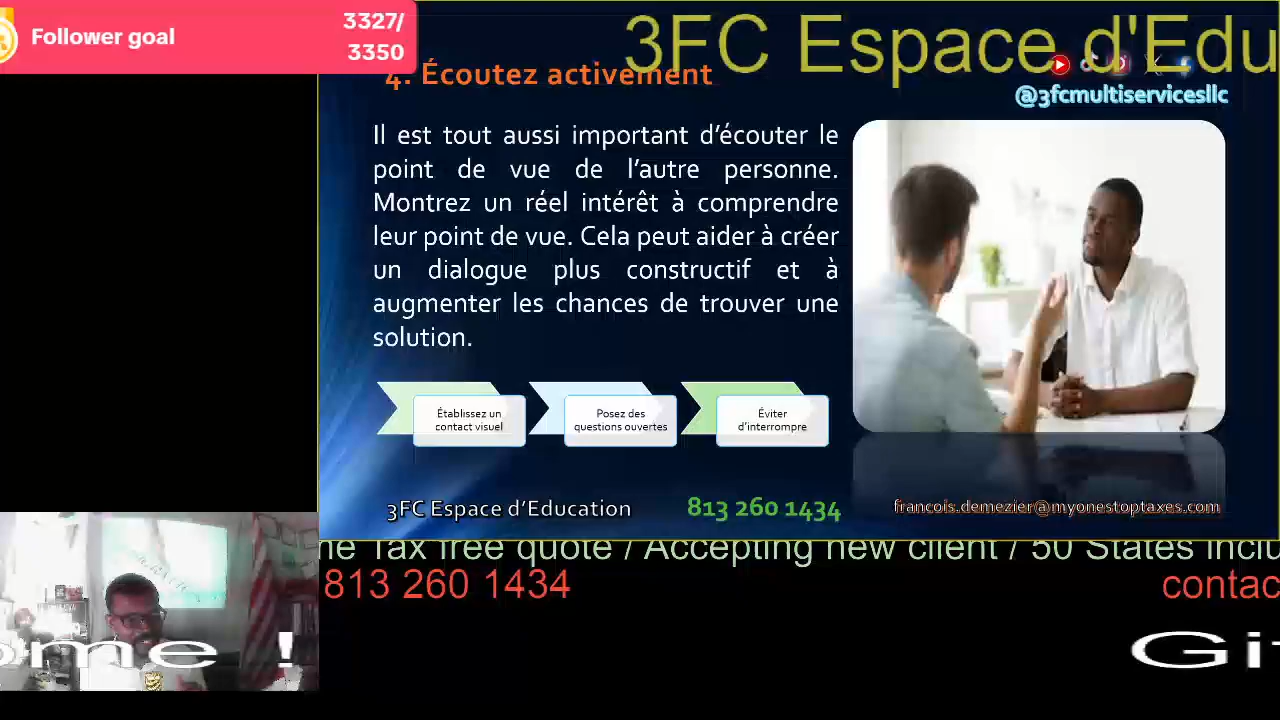 Follower goal
3327/
3350
3FC Espace d'Edu
4. Écoutez activement
@3fcmultiservicesllc
Il est tout aussi important d’écouter le
point de vue de l’autre personne.
Montrez un réel intérêt à comprendre
leur point de vue. Cela peut aider à créer
un dialogue plus constructif et à
augmenter les chances de trouver une
solution.
Établissez un
contact visuel
Posez des
questions ouvertes
Éviter
d’interrompre
3FC Espace d’Education
813 260 1434
francois.demezier@myonestoptaxes.com
Tax free quote / Accepting new client / 50 States
813 260 1434
ome !